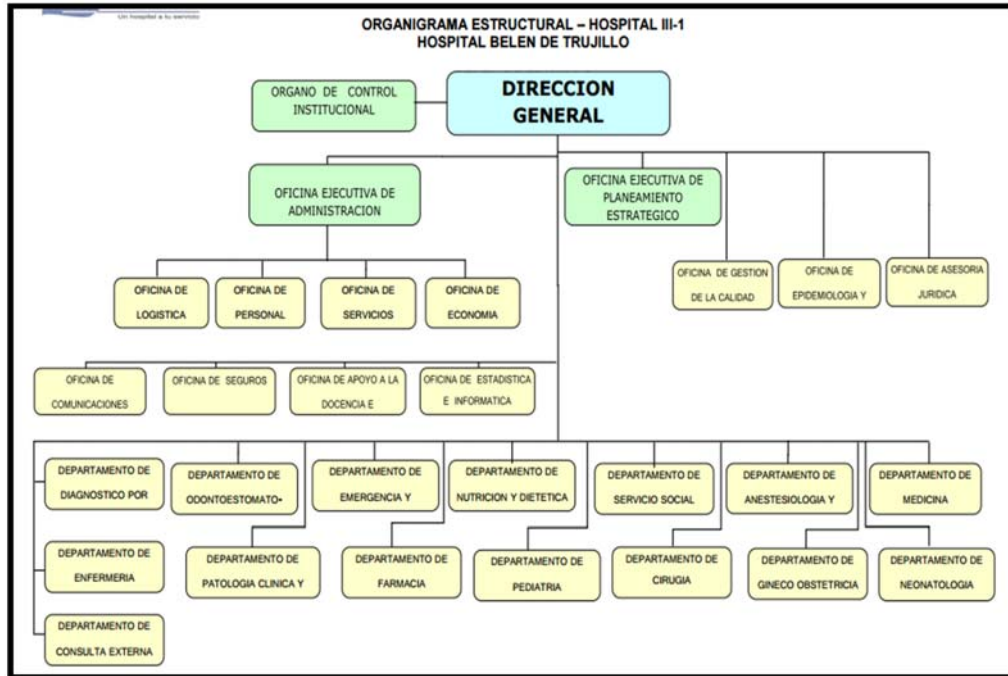 Un hospital a tu servicio
ORGANIGRAMA ESTRUCTURAL – HOSPITAL III-1
HOSPITAL BELEN DE TRUJILLO
ORGANO DE CONTROL
INSTITUCIONAL
DIRECCION
GENERAL
OFICINA EJECUTIVA DE
ADMINISTRACION
OFICINA EJECUTIVA DE
PLANEAMIENTO
ESTRATEGICO
OFICINA DE GESTION
DE LA CALIDAD
OFICINA DE
EPIDEMIOLOGIA Y
OFICINA DE ASESORIA
JURIDICA
OFICINA DE
LOGISTICA
OFICINA DE
PERSONAL
OFICINA DE
SERVICIOS
OFICINA DE
ECONOMIA
OFICINA DE
COMUNICACIONES
OFICINA DE SEGUROS
OFICINA DE APOYO A LA
DOCENCIA E
OFICINA DE ESTADISTICA
E INFORMATICA
DEPARTAMENTO DE
DIAGNOSTICO POR
DEPARTAMENTO DE
ODONTOESTOMATO-
DEPARTAMENTO DE
EMERGENCIA Y
DEPARTAMENTO DE
NUTRICION Y DIETETICA
DEPARTAMENTO DE
SERVICIO SOCIAL
DEPARTAMENTO DE
ANESTESIOLOGIA Y
DEPARTAMENTO DE
MEDICINA
DEPARTAMENTO DE
ENFERMERIA
DEPARTAMENTO DE
PATOLOGIA CLINICA Y
DEPARTAMENTO DE
FARMACIA
DEPARTAMENTO DE
PEDIATRIA
DEPARTAMENTO DE
CIRUGIA
DEPARTAMENTO DE
GINECO OBSTETRICIA
DEPARTAMENTO DE
NEONATOLOGIA
DEPARTAMENTO DE
CONSULTA EXTERNA